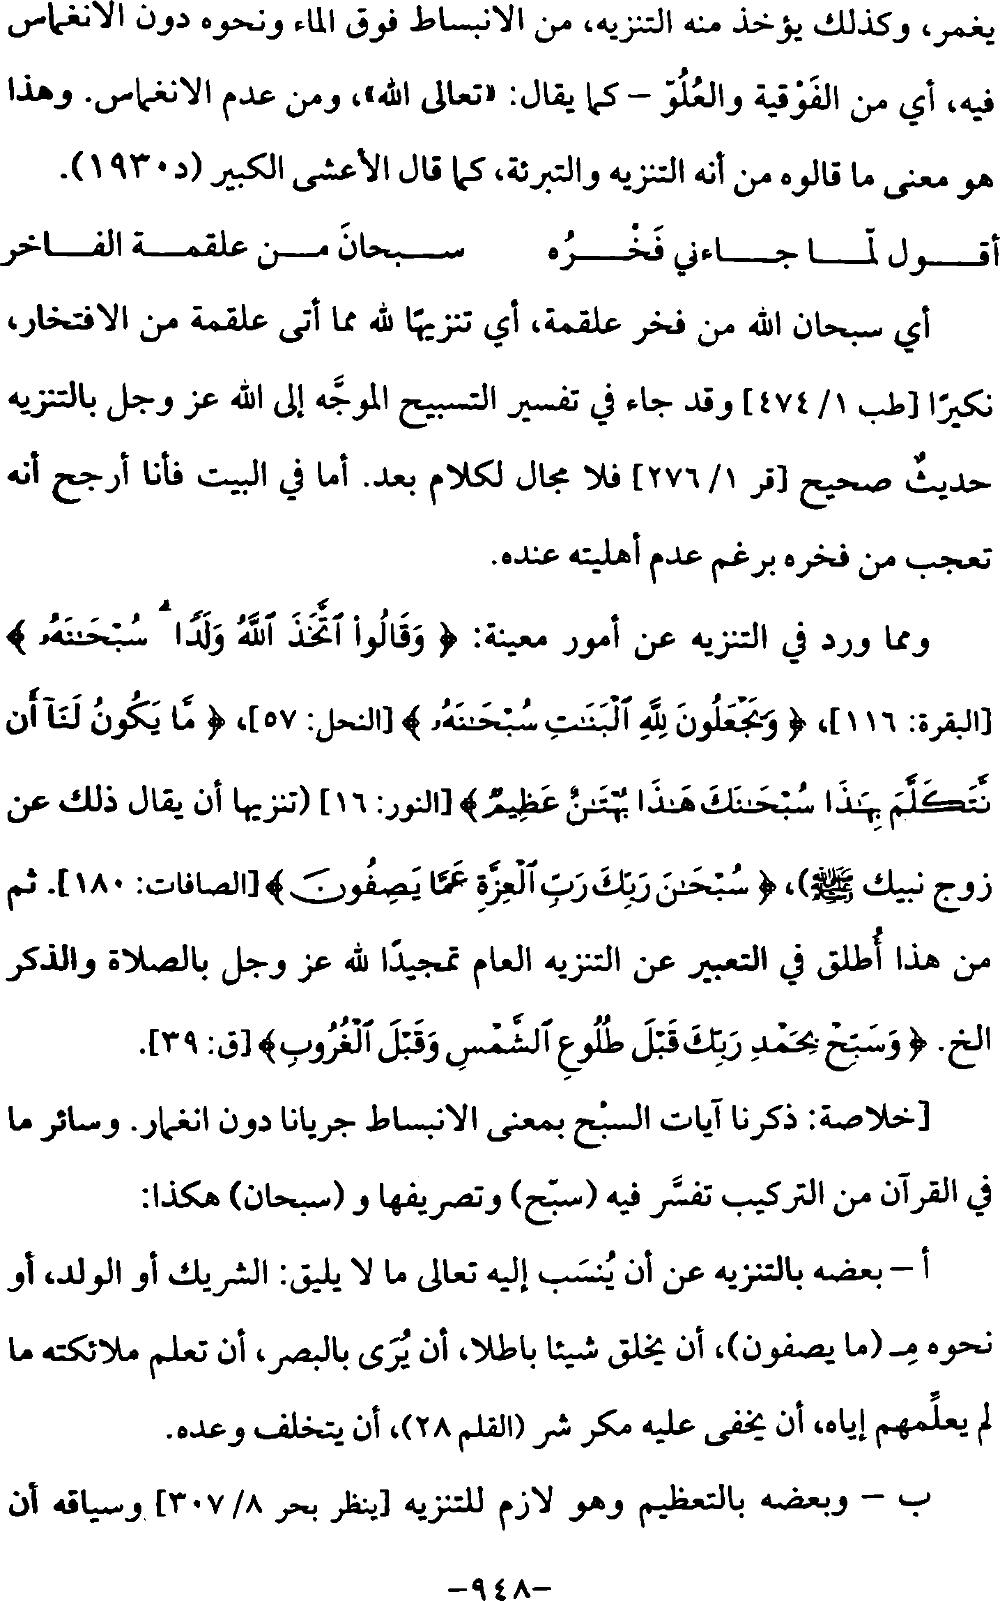 يغمر، وكذلك يؤخذ منه التنزيه، من الانبساط فوق الماء ونحوه دون الانغماس
فيه، أي من الفَوْقية والعُلُوّ – كما يقال: «تعالى الله»، ومن عدم الانغماس. وهذا
هو معنى ما قالوه من أنه التنزيه والتبرئة، كما قال الأعشى الكبير (د١٩٣٠).
أقـــول لمّـــا جـــاءني فَخْـــرُه سـبحانَ مـن علقمـة الفـاخر
أي سبحان الله من فخر علقمة، أي تنزيهًا لله مما أتى علقمة من الافتخار،
نكيرًا [طب ١/ ٤٧٤] وقد جاء في تفسير التسبيح الموجَّه إلى الله عز وجل بالتنزيه
حديثٌ صحيح [قر ١/ ٢٧٦] فلا مجال لكلام بعد. أما في البيت فأنا أرجح أنه
تعجب من فخره برغم عدم أهليته عنده.
ومما ورد في التنزيه عن أمور معينة: ﴿ وَقَالُواْ ٱتَّخَذَ ٱللَّهُ وَلَدًا ۗ سُبْحَـٰنَهُۥ ﴾
[البقرة: ١١٦]، ﴿ وَيَجْعَلُونَ لِلَّهِ ٱلْبَنَـٰتِ سُبْحَـٰنَهُۥ ﴾ [النحل: ٥٧]، ﴿ مَّا يَكُونُ لَنَآ أَن
نَّتَكَلَّمَ بِهَـٰذَا سُبْحَـٰنَكَ هَـٰذَا بُهْتَـٰنٌ عَظِيمٌ ﴾ [النور: ١٦] (تنزيها أن يقال ذلك عن
زوج نبيك ﷺ)، ﴿ سُبْحَـٰنَ رَبِّكَ رَبِّ ٱلْعِزَّةِ عَمَّا يَصِفُونَ ﴾ [الصافات: ١٨٠]. ثم
من هذا أُطلق في التعبير عن التنزيه العام تمجيدًا لله عز وجل بالصلاة والذكر
الخ. ﴿ وَسَبِّحْ بِحَمْدِ رَبِّكَ قَبْلَ طُلُوعِ ٱلشَّمْسِ وَقَبْلَ ٱلْغُرُوبِ ﴾ [ق: ٣٩].
[خلاصة: ذكرنا آيات السبْح بمعنى الانبساط جريانا دون انغمار. وسائر ما
في القرآن من التركيب تفسَّر فيه (سبّح) وتصريفها و (سبحان) هكذا:
أ – بعضه بالتنزيه عن أن يُنسَب إليه تعالى ما لا يليق: الشريك أو الولد، أو
نحوه مِـ (ما يصفون)، أن يخلق شيئا باطلا، أن يُرَى بالبصر، أن تعلم ملائكته ما
لم يعلِّمهم إياه، أن يخفى عليه مكر شر (القلم ٢٨)، أن يتخلف وعده.
ب – وبعضه بالتعظيم وهو لازم للتنزيه [ينظر بحر ٨/ ٣٠٧] وسياقه أن
–٩٤٨–